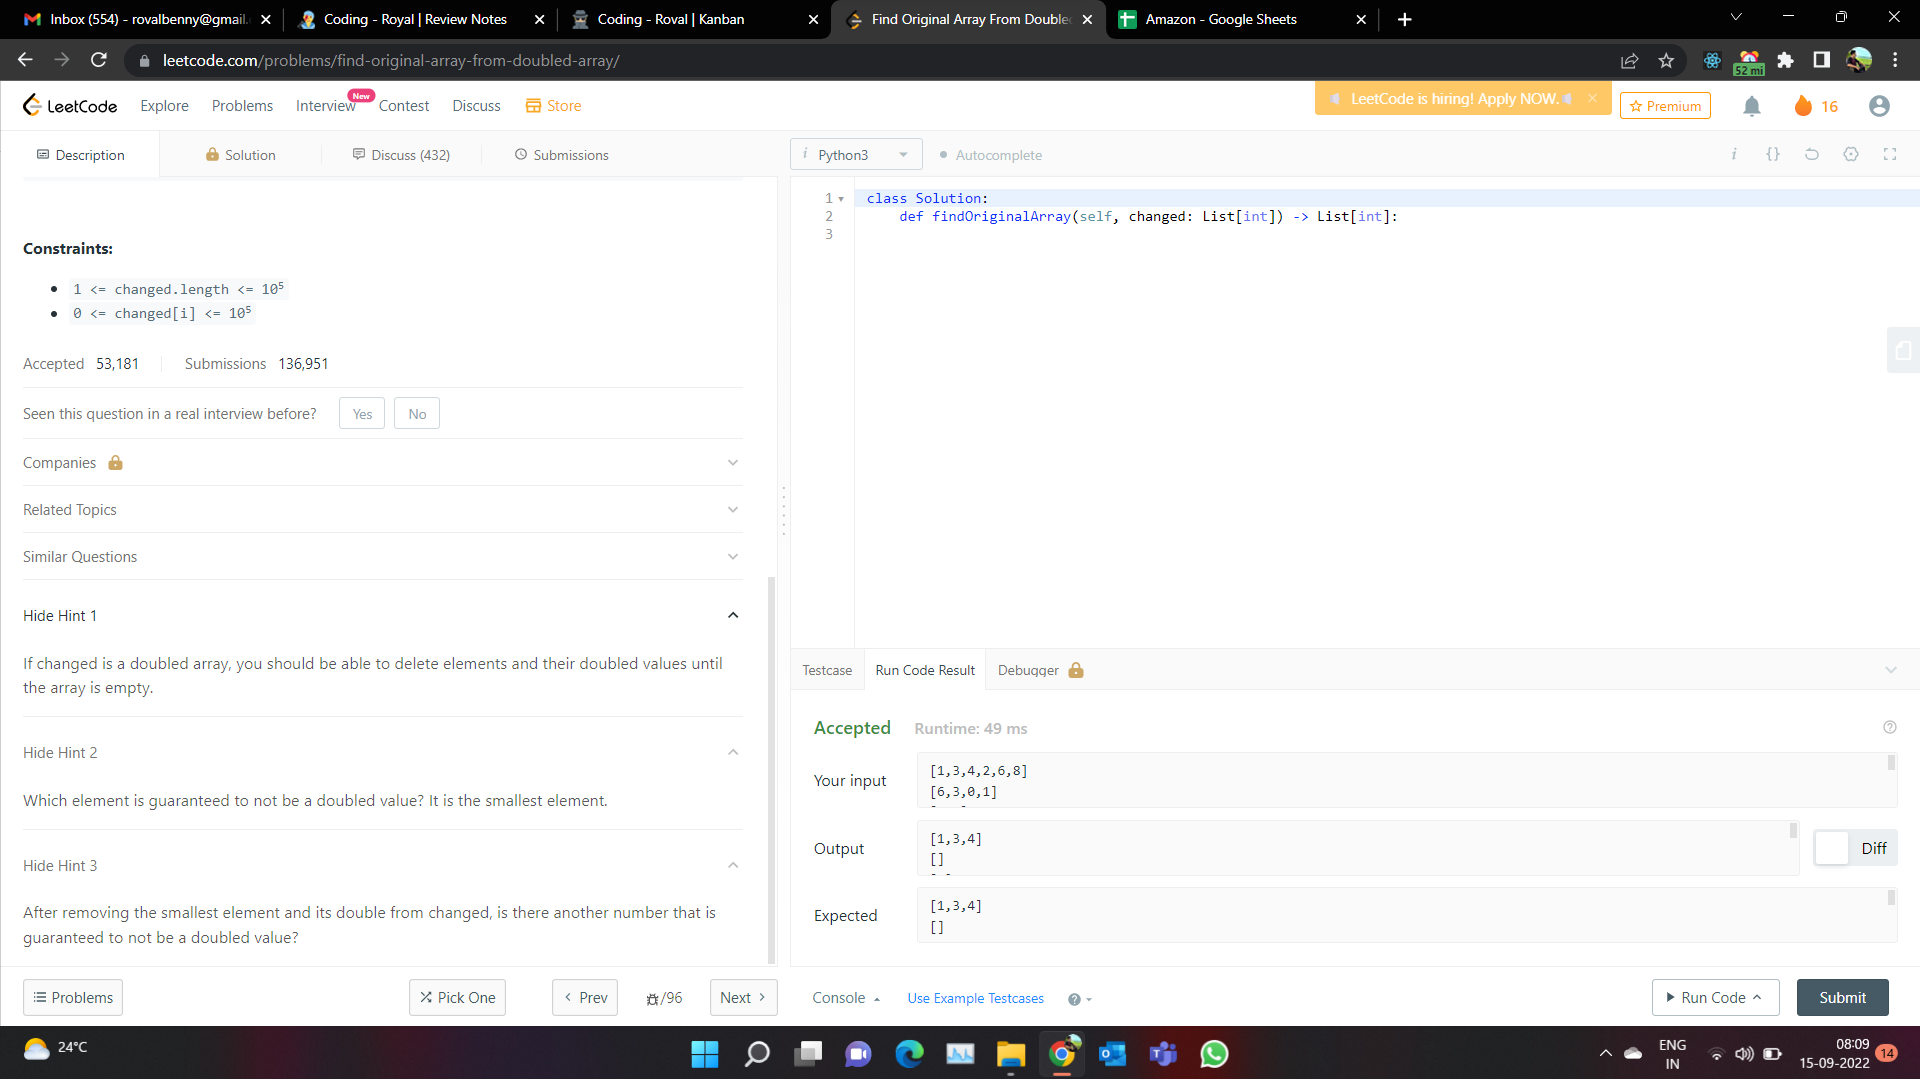 Inbox (554) - rovalbenny@gmail.
Coding - Royal | Review Notes
Coding - Roval | Kanban
Find Original Array From Double
Amazon - Google Sheets
leetcode.com/problems/find-original-array-from-doubled-array/
52 mi
LeetCode
Explore
Problems
Interview
New
Contest
Discuss
Store
LeetCode is hiring! Apply NOW.
Premium
16
Description
Solution
Discuss (432)
Submissions
i Python3
Autocomplete
Constraints:
1 <= changed.length <= 10⁵
0 <= changed[i] <= 10⁵
Accepted 53,181
Submissions 136,951
Seen this question in a real interview before?
Yes
No
Companies
Related Topics
Similar Questions
Hide Hint 1
If changed is a doubled array, you should be able to delete elements and their doubled values until
the array is empty.
Hide Hint 2
Which element is guaranteed to not be a doubled value? It is the smallest element.
Hide Hint 3
After removing the smallest element and its double from changed, is there another number that is
guaranteed to not be a doubled value?
Problems
Pick One
Prev
/96
Next
1 class Solution:
2     def findOriginalArray(self, changed: List[int]) -> List[int]:
3
Testcase
Run Code Result
Debugger
Accepted
Runtime: 49 ms
Your input
[1,3,4,2,6,8]
[6,3,0,1]
Output
[1,3,4]
[]
Diff
Expected
[1,3,4]
[]
Console
Use Example Testcases
Run Code
Submit
24°C
ENG
IN
08:09
15-09-2022
14